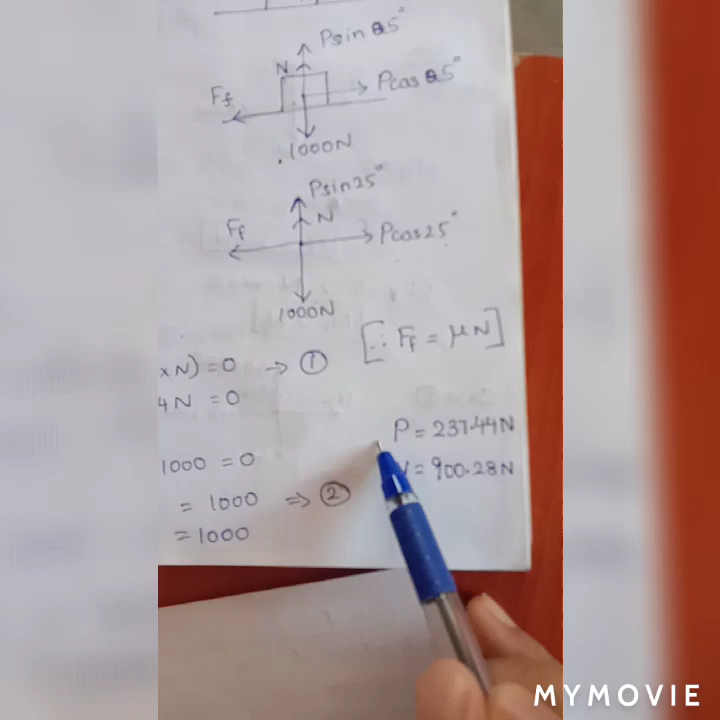 Psin 25°
N
Pcos 25°
Ff
.1000N
Psin25°
N
Ff
Pcos25°
1000N
[∴ Ff = μN]
xN) = 0 → ①
4N = 0
P = 237.44N
1000 = 0
= 900.28N
= 1000 ⇒ ②
= 1000
MYMOVIE